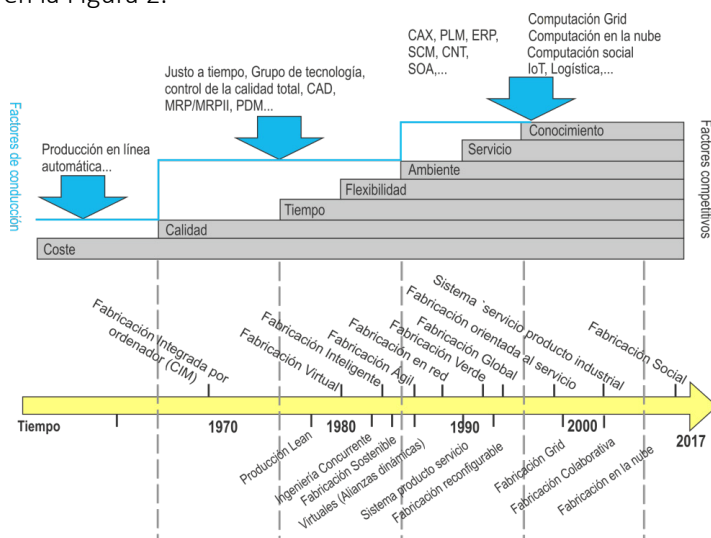 en la Figura 2.
Computación Grid
Computación en la nube
Computación social
IoT, Logística,...
CAX, PLM, ERP,
SCM, CNT,
SOA,...
Justo a tiempo, Grupo de tecnología,
control de la calidad total, CAD,
MRP/MRPII, PDM...
Producción en línea
automática...
Factores de conducción
Factores competitivos
Conocimiento
Servicio
Ambiente
Flexibilidad
Tiempo
Calidad
Coste
Fabricación Integrada por
ordenador (CIM)
Fabricación Virtual
Fabricación Inteligente
Fabricación Ágil
Fabricación en red
Fabricación Verde
Fabricación Global
Fabricación orientada al servicio
Sistema `servicio producto industrial
Fabricación Social
Tiempo
1970
1980
1990
2000
2017
Producción Lean
Ingeniería Concurrente
Fabricación Sostenible
Virtuales (Alianzas dinámicas)
Sistema producto servicio
Fabricación reconfigurable
Fabricación Grid
Fabricación Colaborativa
Fabricación en la nube